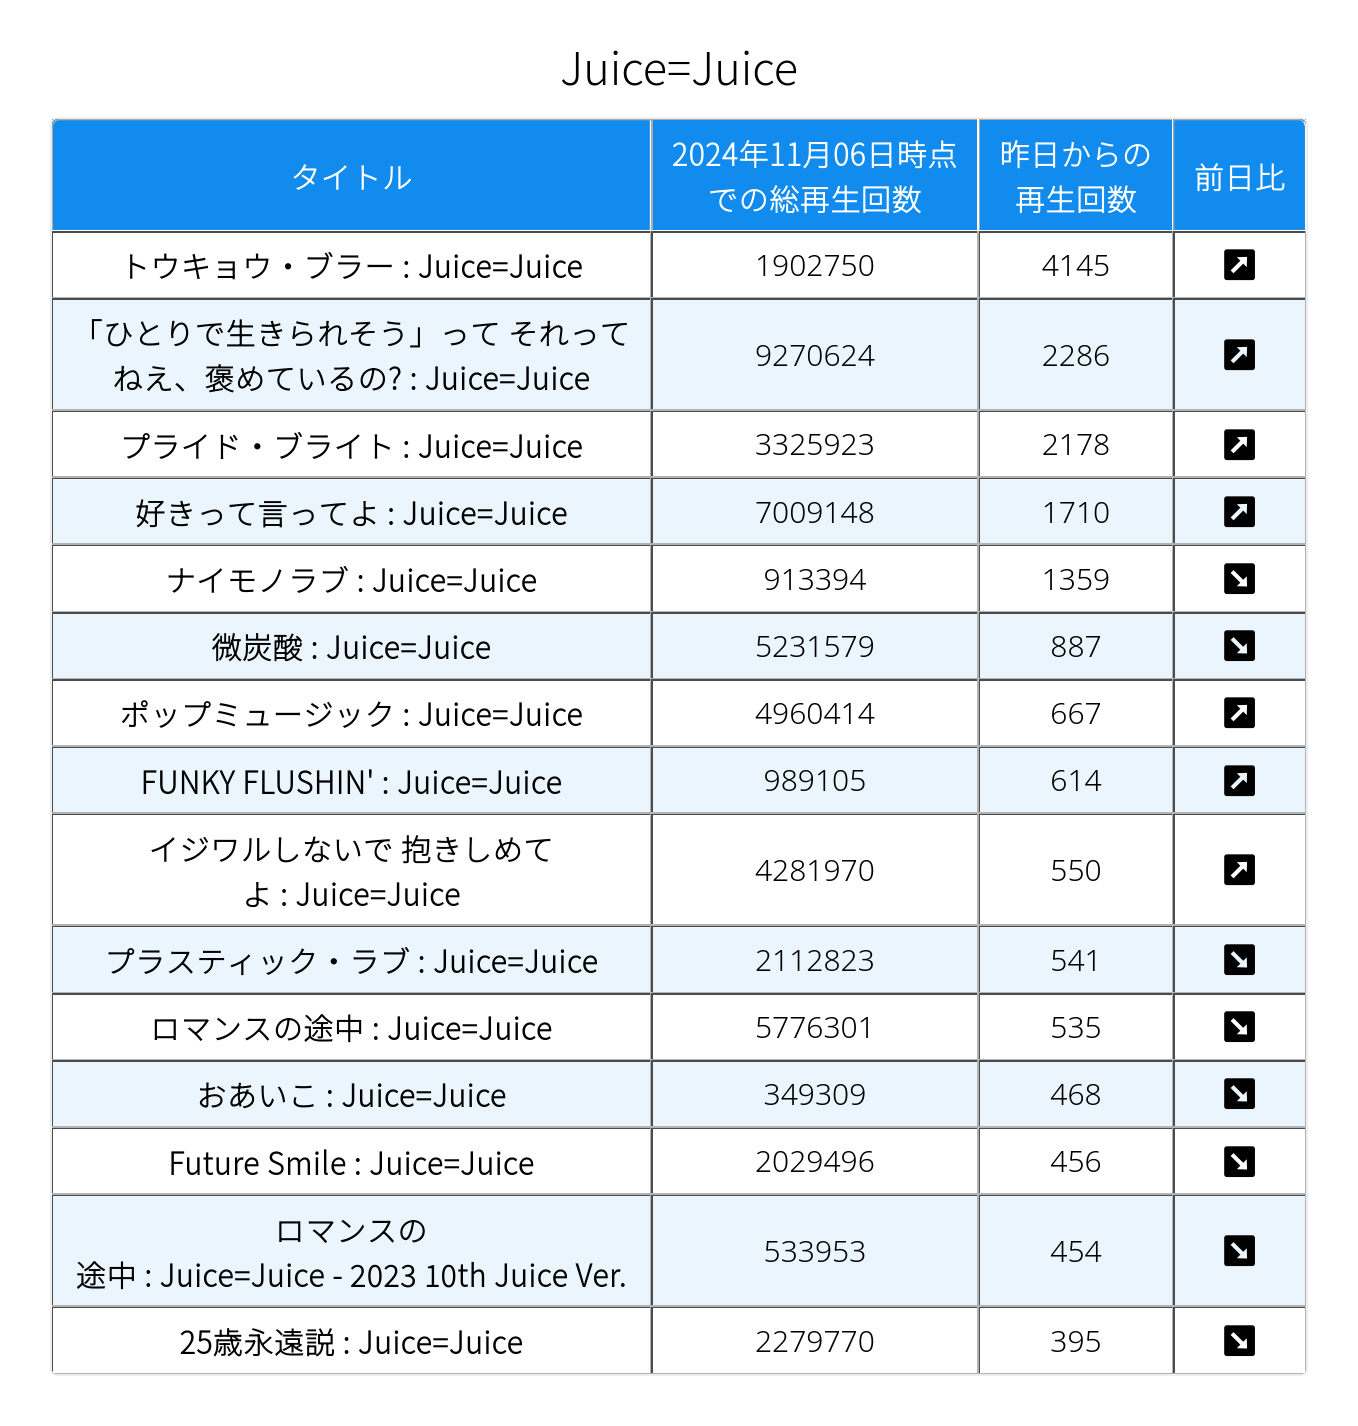 Juice=Juice
タイトル
2024年11月06日時点
での総再生回数
昨日からの
再生回数
前日比
トウキョウ・ブラー : Juice=Juice
1902750
4145
「ひとりで生きられそう」って それって
ねえ、褒めているの? : Juice=Juice
9270624
2286
プライド・ブライト : Juice=Juice
3325923
2178
好きって言ってよ : Juice=Juice
7009148
1710
ナイモノラブ : Juice=Juice
913394
1359
微炭酸 : Juice=Juice
5231579
887
ポップミュージック : Juice=Juice
4960414
667
FUNKY FLUSHIN' : Juice=Juice
989105
614
イジワルしないで 抱きしめて
よ : Juice=Juice
4281970
550
プラスティック・ラブ : Juice=Juice
2112823
541
ロマンスの途中 : Juice=Juice
5776301
535
おあいこ : Juice=Juice
349309
468
Future Smile : Juice=Juice
2029496
456
ロマンスの
途中 : Juice=Juice - 2023 10th Juice Ver.
533953
454
25歳永遠説 : Juice=Juice
2279770
395